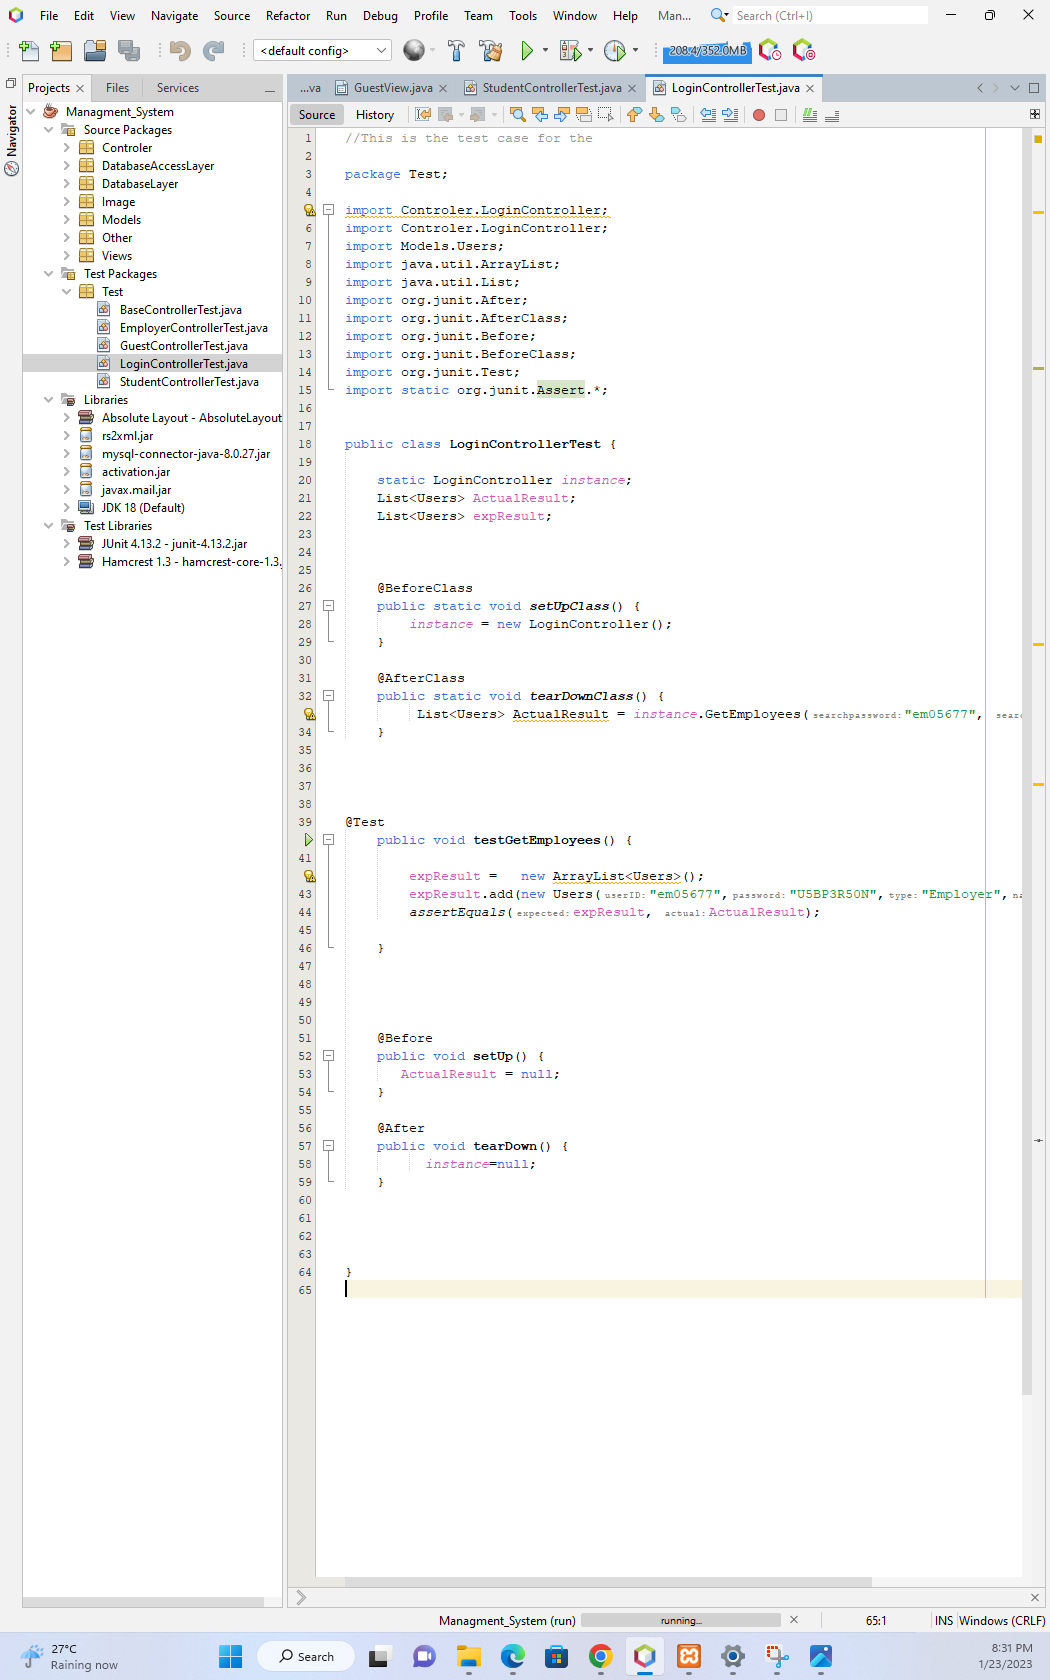 File Edit View Navigate Source Refactor Run Debug Profile Team Tools Window Help Man... Search (Ctrl+I)
<default config> 208.4/352.0MB
Projects Files Services
...va GuestView.java StudentControllerTest.java LoginControllerTest.java
Source History
Navigator
Managment_System
Source Packages
Controler
DatabaseAccessLayer
DatabaseLayer
Image
Models
Other
Views
Test Packages
Test
BaseControllerTest.java
EmployerControllerTest.java
GuestControllerTest.java
LoginControllerTest.java
StudentControllerTest.java
Libraries
Absolute Layout - AbsoluteLayout
rs2xml.jar
mysql-connector-java-8.0.27.jar
activation.jar
javax.mail.jar
JDK 18 (Default)
Test Libraries
JUnit 4.13.2 - junit-4.13.2.jar
Hamcrest 1.3 - hamcrest-core-1.3.
1 //This is the test case for the
2
3 package Test;
4
import Controler.LoginController;
6 import Controler.LoginController;
7 import Models.Users;
8 import java.util.ArrayList;
9 import java.util.List;
10 import org.junit.After;
11 import org.junit.AfterClass;
12 import org.junit.Before;
13 import org.junit.BeforeClass;
14 import org.junit.Test;
15 import static org.junit.Assert.*;
16
17
18 public class LoginControllerTest {
19
20 static LoginController instance;
21 List<Users> ActualResult;
22 List<Users> expResult;
23
24
25
26 @BeforeClass
27 public static void setUpClass() {
28 instance = new LoginController();
29 }
30
31 @AfterClass
32 public static void tearDownClass() {
List<Users> ActualResult = instance.GetEmployees(searchpassword:"em05677", sear
34 }
35
36
37
38
39 @Test
public void testGetEmployees() {
41
expResult = new ArrayList<Users>();
43 expResult.add(new Users(userID:"em05677",password:"U5BP3R50N",type:"Employer",na
44 assertEquals(expected:expResult, actual:ActualResult);
45
46 }
47
48
49
50
51 @Before
52 public void setUp() {
53 ActualResult = null;
54 }
55
56 @After
57 public void tearDown() {
58 instance=null;
59 }
60
61
62
63
64 }
65
Managment_System (run) running... 65:1 INS Windows (CRLF)
27°C
Raining now
Search
8:31 PM
1/23/2023